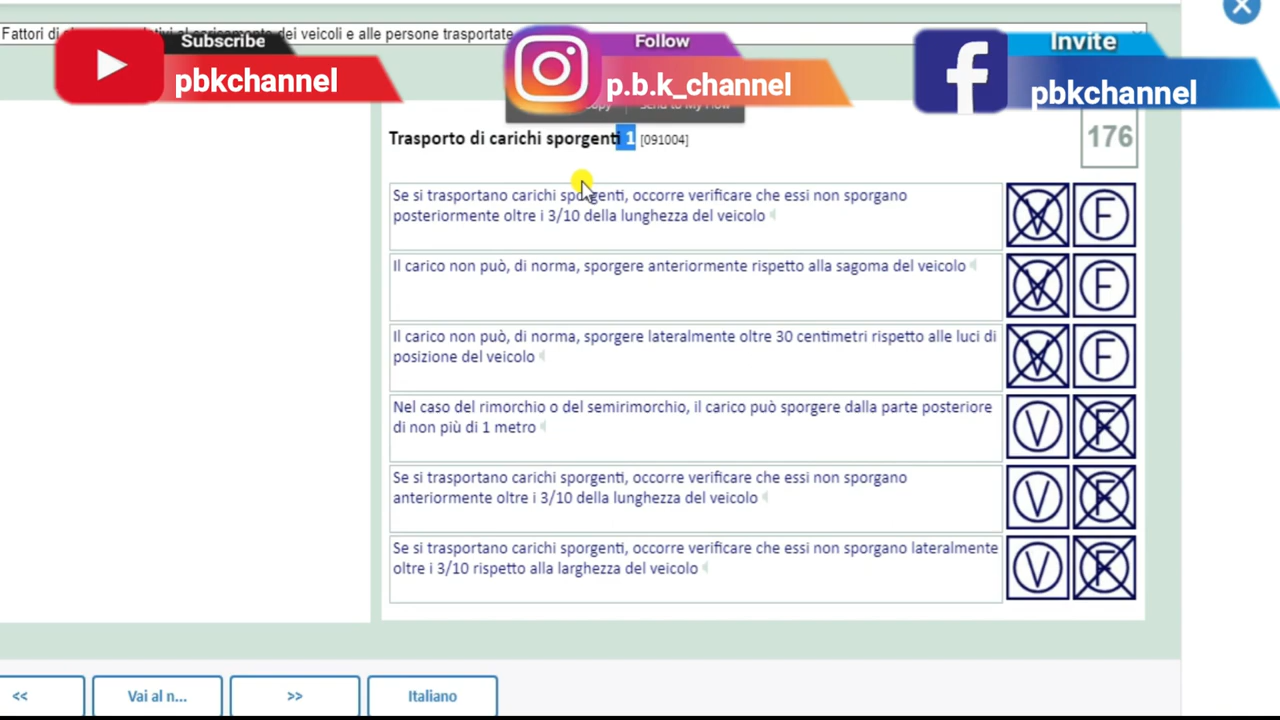 Fattori di
dei veicoli e alle persone trasportate
Subscribe
pbkchannel
Follow
p.b.k_channel
Invite
pbkchannel
Trasporto di carichi sporgenti 1 [091004]
176
Se si trasportano carichi sporgenti, occorre verificare che essi non sporgano
posteriormente oltre i 3/10 della lunghezza del veicolo
V F
Il carico non può, di norma, sporgere anteriormente rispetto alla sagoma del veicolo
V F
Il carico non può, di norma, sporgere lateralmente oltre 30 centimetri rispetto alle luci di
posizione del veicolo
V F
Nel caso del rimorchio o del semirimorchio, il carico può sporgere dalla parte posteriore
di non più di 1 metro
V F
Se si trasportano carichi sporgenti, occorre verificare che essi non sporgano
anteriormente oltre i 3/10 della lunghezza del veicolo
V F
Se si trasportano carichi sporgenti, occorre verificare che essi non sporgano lateralmente
oltre i 3/10 rispetto alla larghezza del veicolo
V F
<< Vai al n... >> Italiano